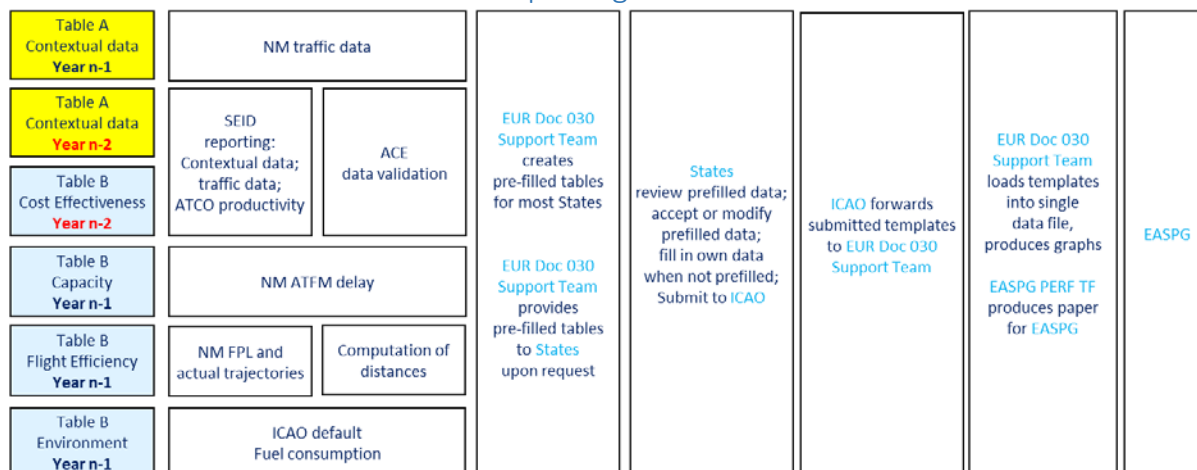 Table A
Contextual data
Year n-1
NM traffic data
Table A
Contextual data
Year n-2
SEID
reporting:
Contextual data;
traffic data;
ATCO productivity
ACE
data validation
Table B
Cost Effectiveness
Year n-2
Table B
Capacity
Year n-1
NM ATFM delay
Table B
Flight Efficiency
Year n-1
NM FPL and
actual trajectories
Computation of
distances
Table B
Environment
Year n-1
ICAO default
Fuel consumption
EUR Doc 030
Support Team
creates
pre-filled tables
for most States
EUR Doc 030
Support Team
provides
pre-filled tables
to States
upon request
States
review prefilled data;
accept or modify
prefilled data;
fill in own data
when not prefilled;
Submit to ICAO
ICAO forwards
submitted templates
to EUR Doc 030
Support Team
EUR Doc 030
Support Team
loads templates
into single
data file,
produces graphs
EASPG PERF TF
produces paper
for EASPG
EASPG